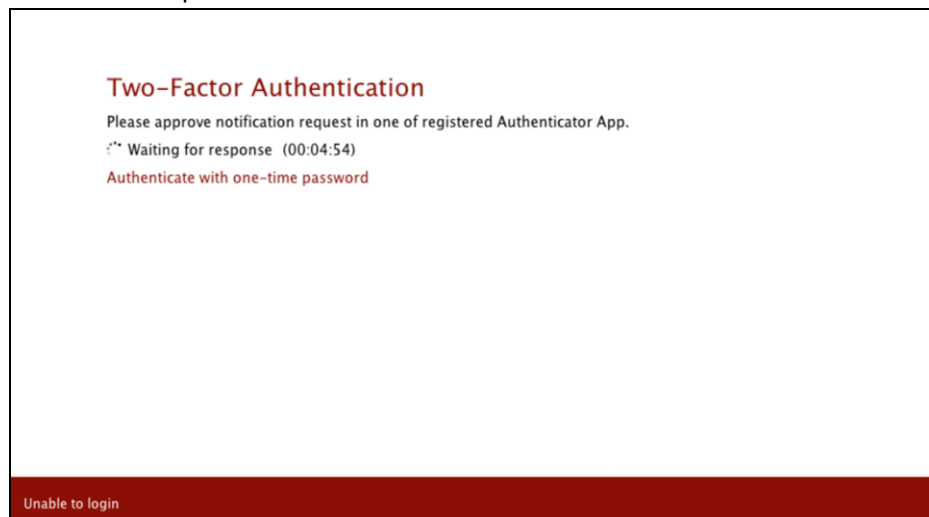 Two-Factor Authentication
Please approve notification request in one of registered Authenticator App.
Waiting for response (00:04:54)
Authenticate with one-time password
Unable to login